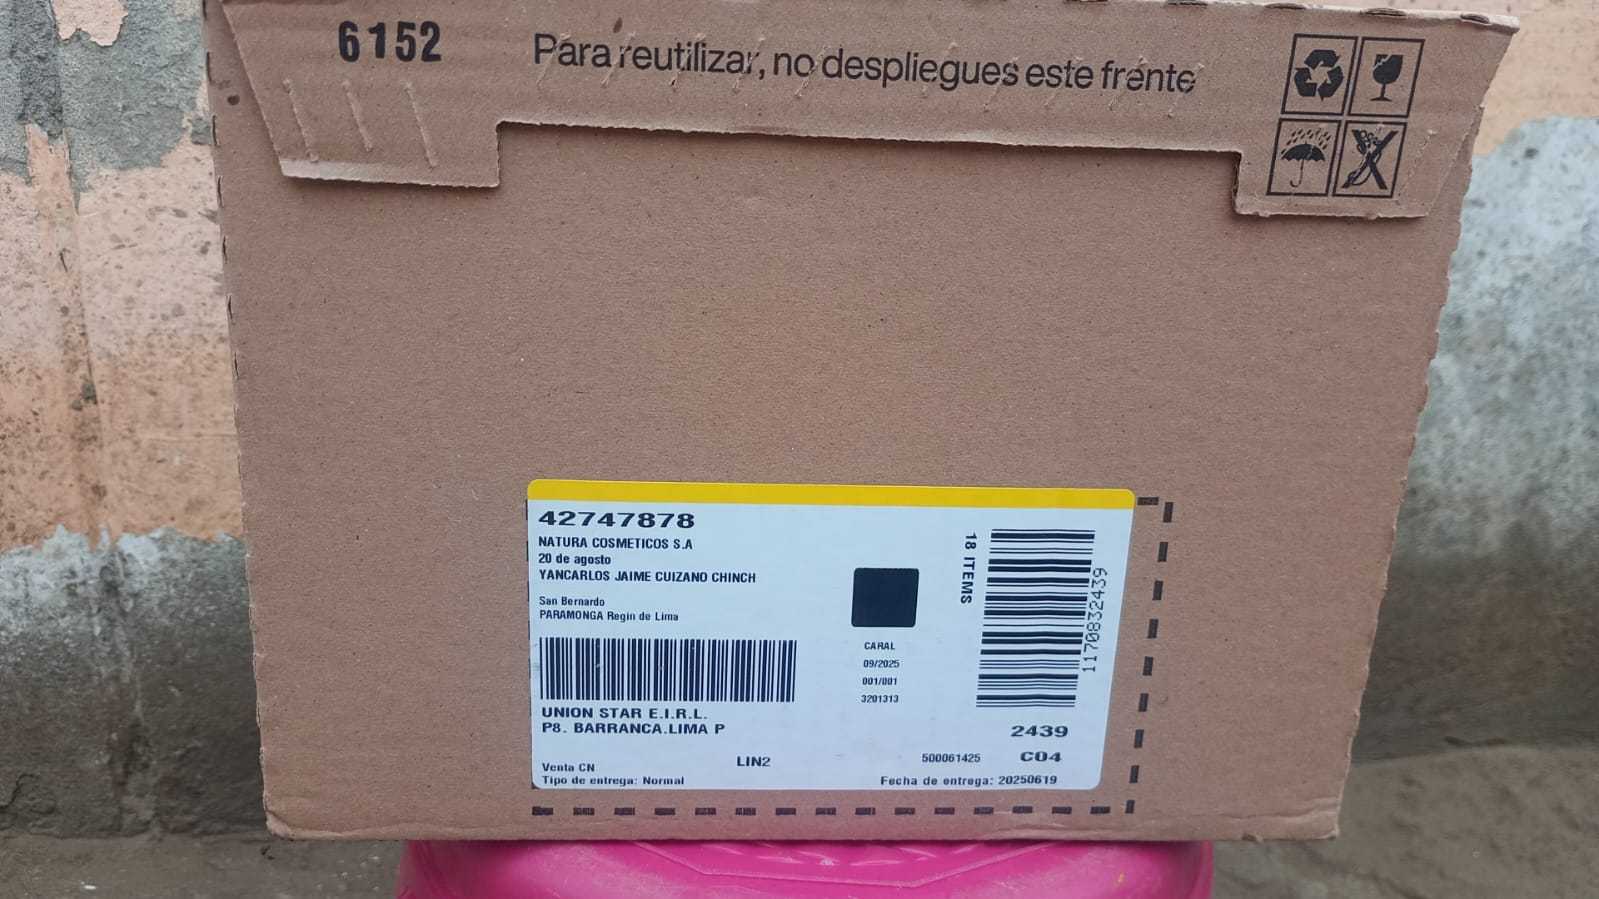 6152
Para reutilizar, no despliegues este frente
42747878
NATURA COSMETICOS S.A
20 de agosto
YANCARLOS JAIME CUIZANO CHINCH
San Bernardo
PARAMONGA Regin de Lima
UNION STAR E.I.R.L.
P8. BARRANCA.LIMA P
Venta CN
Tipo de entrega: Normal
LIN2
CARAL
09/2025
001/001
3201313
18 ITEMS
1170832439
2439
500061425
C04
Fecha de entrega: 20250619